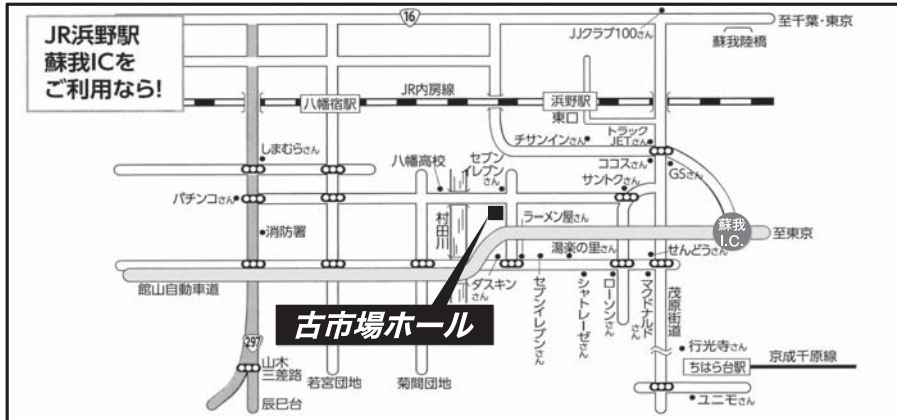 JR浜野駅
蘇我ICを
ご利用なら!
16
至千葉・東京
JJクラブ100さん
蘇我陸橋
JR内房線
八幡宿駅
浜野駅
東口
チサンインさん
トラック
JETさん
しまむらさん
八幡高校
セブン
イレブン
さん
ココスさん
サントクさん
GSさん
パチンコさん
村田川
ラーメン屋さん
蘇我
I.C.
至東京
消防署
湯楽の里さん
せんどうさん
館山自動車道
ダスキン
さん
セブンイレブンさん
シャトレーゼさん
ローソンさん
マクドナルド
さん
茂原街道
古市場ホール
297
山木
三差路
若宮団地
菊間団地
辰巳台
行光寺さん
京成千原線
ちはら台駅
ユニモさん